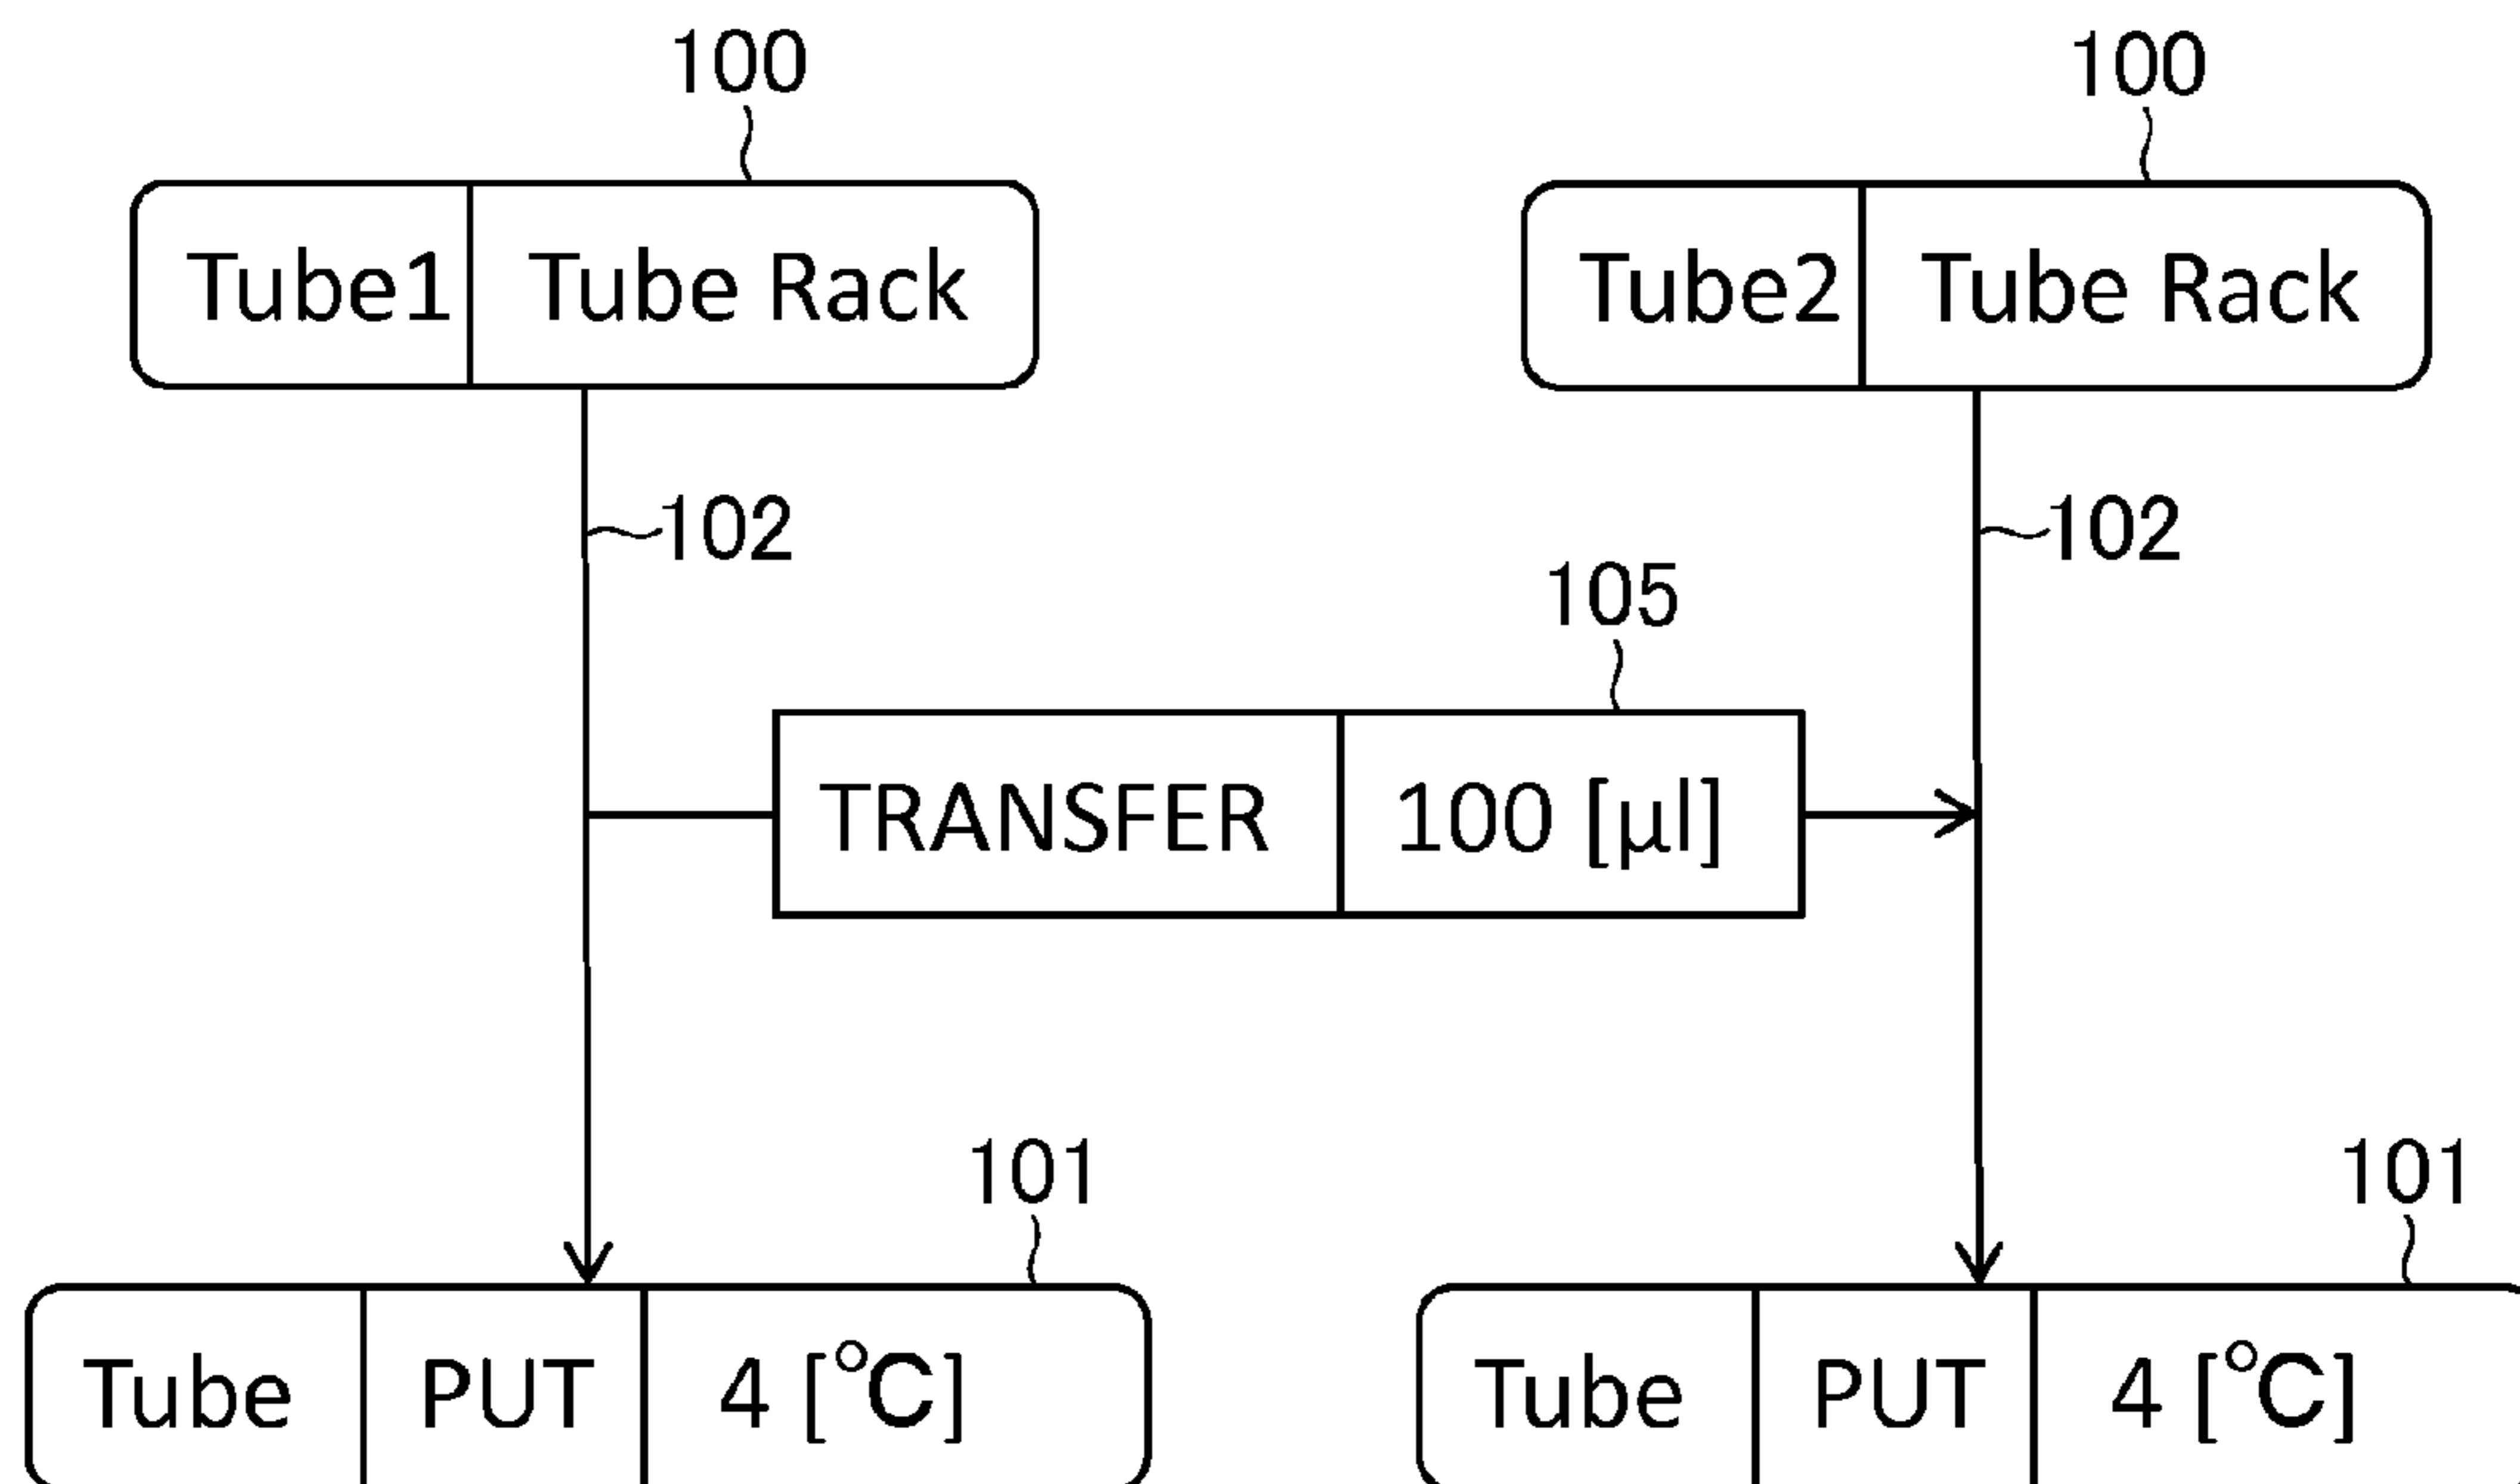 100 100
Tube1 Tube Rack Tube2 Tube Rack
102 102
105
TRANSFER 100 [µl]
101 101
Tube PUT 4 [℃] Tube PUT 4 [℃]